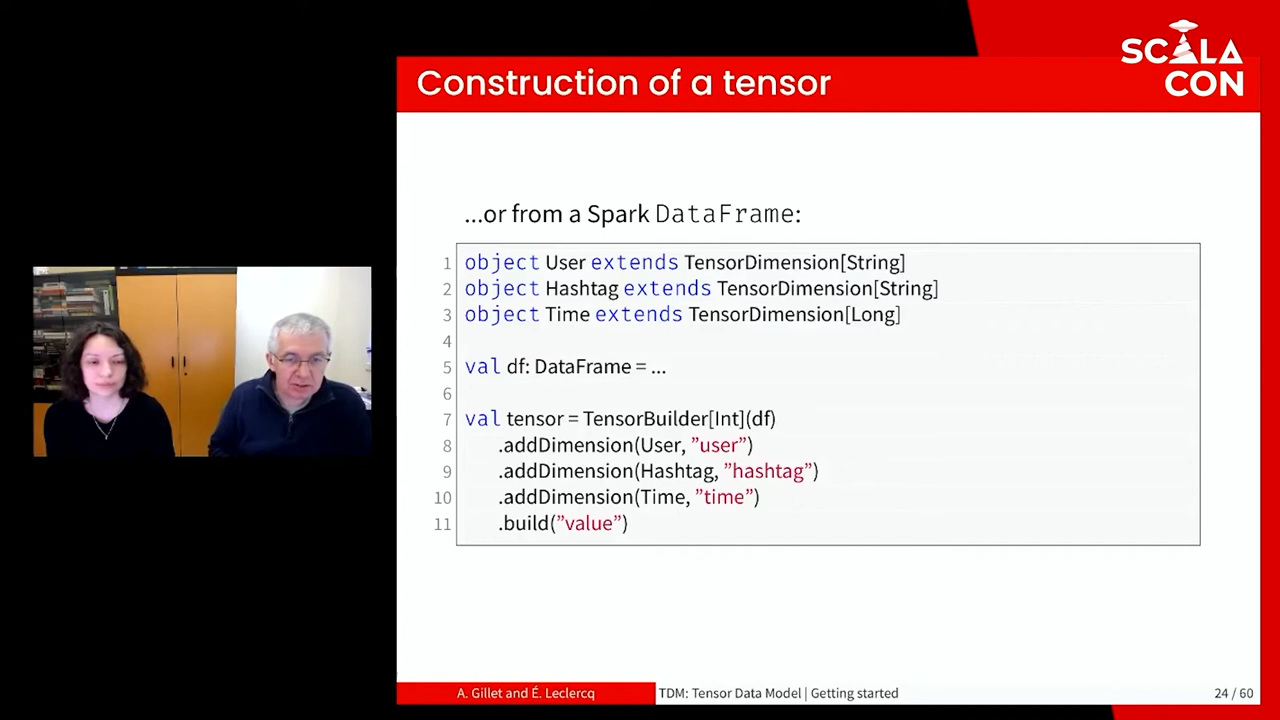 SCALA
CON
Construction of a tensor
...or from a Spark DataFrame:
1 object User extends TensorDimension[String]
2 object Hashtag extends TensorDimension[String]
3 object Time extends TensorDimension[Long]
4
5 val df: DataFrame = ...
6
7 val tensor = TensorBuilder[Int](df)
8 .addDimension(User, ”user”)
9 .addDimension(Hashtag, ”hashtag”)
10 .addDimension(Time, ”time”)
11 .build(”value”)
A. Gillet and É. Leclercq
TDM: Tensor Data Model | Getting started
24 / 60